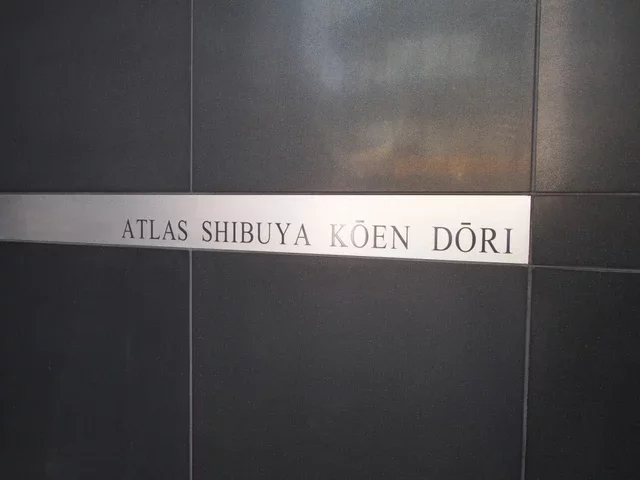 ATLAS SHIBUYA KŌEN DŌRI